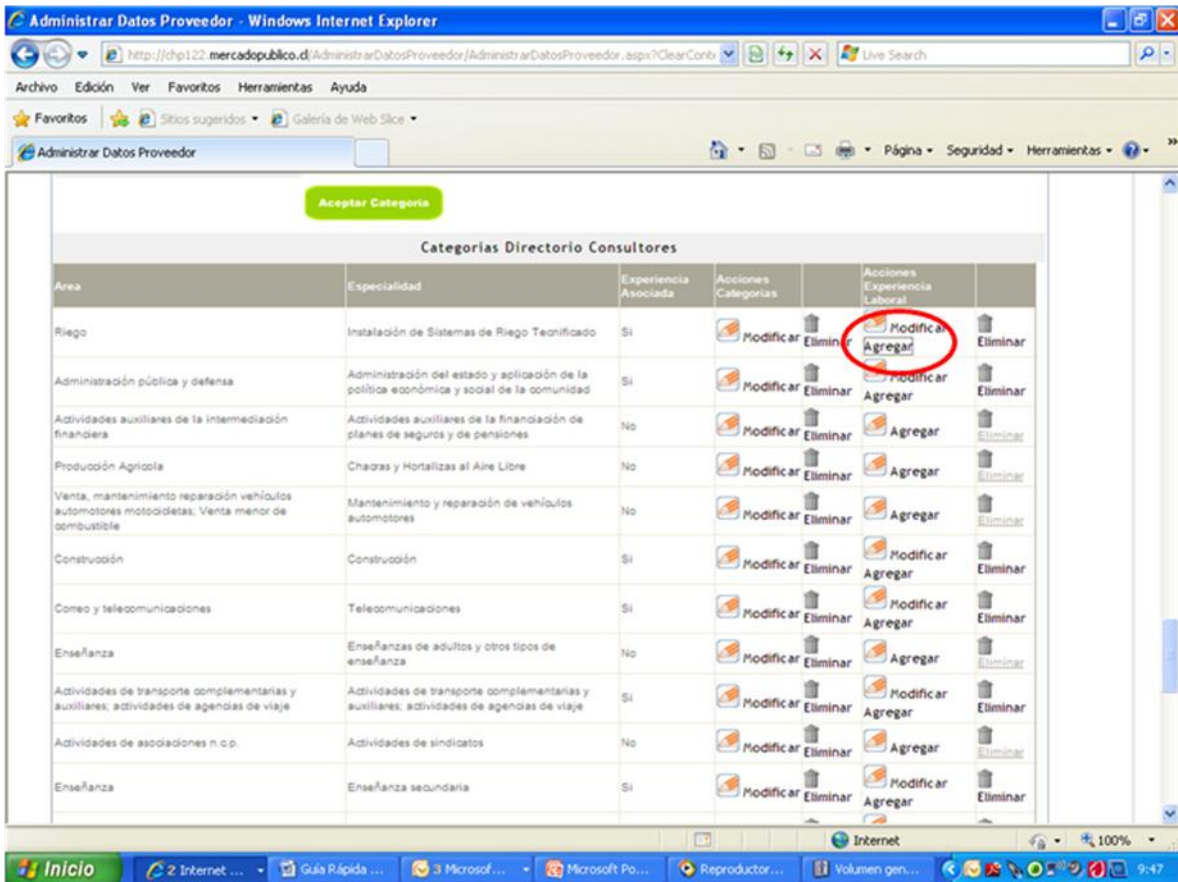 Administrar Datos Proveedor - Windows Internet Explorer
http://chp122.mercadopublico.cl/AdministrarDatosProveedor/AdministrarDatosProveedor.aspx?ClearConte
Live Search
Archivo Edición Ver Favoritos Herramientas Ayuda
Favoritos Sitios sugeridos Galería de Web Slice
Administrar Datos Proveedor
Página Seguridad Herramientas
Aceptar Categoria
Categorias Directorio Consultores
Area Especialidad Experiencia Asociada Acciones Categorias Acciones Experiencia Laboral
Riego Instalación de Sistemas de Riego Tecnificado Si Modificar Eliminar Modificar Agregar Eliminar
Administración pública y defensa Administración del estado y aplicación de la política económica y social de la comunidad Si Modificar Eliminar Modificar Agregar Eliminar
Actividades auxiliares de la intermediación financiera Actividades auxiliares de la financiación de planes de seguros y de pensiones No Modificar Eliminar Agregar Eliminar
Producción Agricola Chacras y Hortalizas al Aire Libre No Modificar Eliminar Agregar Eliminar
Venta, mantenimiento reparación vehículos automotores motocicletas; Venta menor de combustible Mantenimiento y reparación de vehículos automotores No Modificar Eliminar Agregar Eliminar
Construcción Construcción Si Modificar Eliminar Modificar Agregar Eliminar
Correo y telecomunicaciones Telecomunicaciones Si Modificar Eliminar Modificar Agregar Eliminar
Enseñanza Enseñanzas de adultos y otros tipos de enseñanza No Modificar Eliminar Agregar Eliminar
Actividades de transporte complementarias y auxiliares; actividades de agencias de viaje Actividades de transporte complementarias y auxiliares; actividades de agencias de viaje Si Modificar Eliminar Modificar Agregar Eliminar
Actividades de asociaciones n.c.p. Actividades de sindicatos No Modificar Eliminar Agregar Eliminar
Enseñanza Enseñanza secundaria Si Modificar Eliminar Modificar Agregar Eliminar
Internet 100%
Inicio 2 Internet ... Guía Rápida ... 3 Microsof... Microsoft Po... Reproductor... Volumen gen... 9:47